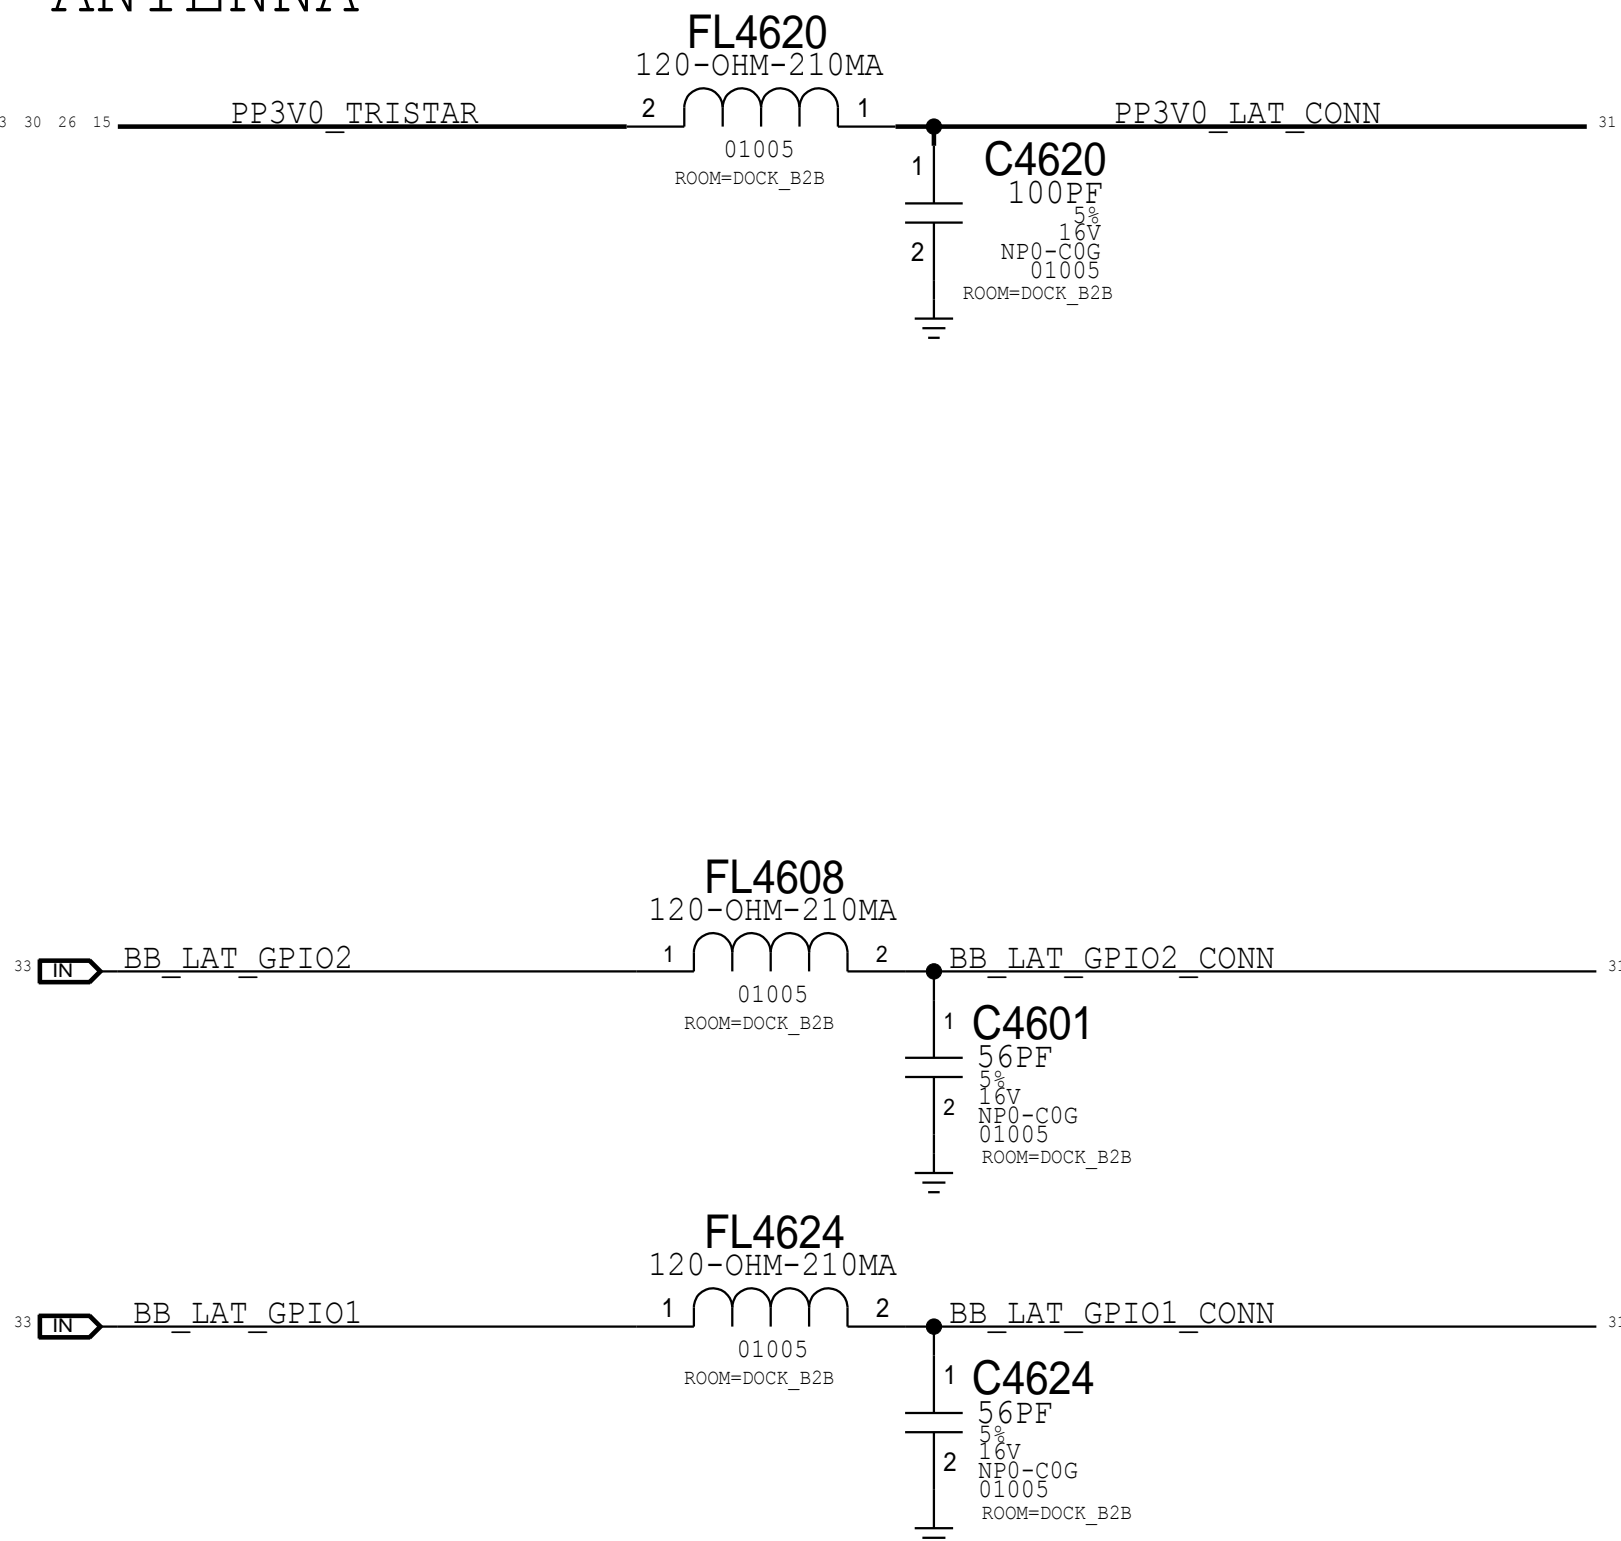 ANTENNA
FL4620
120-OHM-210MA
3 30 26 15 PP3V0_TRISTAR 2 1 PP3V0_LAT_CONN 31
01005
ROOM=DOCK_B2B
1 C4620
100PF
5%
16V
2 NP0-C0G
01005
ROOM=DOCK_B2B
FL4608
120-OHM-210MA
33 IN BB_LAT_GPIO2 1 2 BB_LAT_GPIO2_CONN 31
01005
ROOM=DOCK_B2B
1 C4601
56PF
5%
16V
2 NP0-C0G
01005
ROOM=DOCK_B2B
FL4624
120-OHM-210MA
33 IN BB_LAT_GPIO1 1 2 BB_LAT_GPIO1_CONN 31
01005
ROOM=DOCK_B2B
1 C4624
56PF
5%
16V
2 NP0-C0G
01005
ROOM=DOCK_B2B